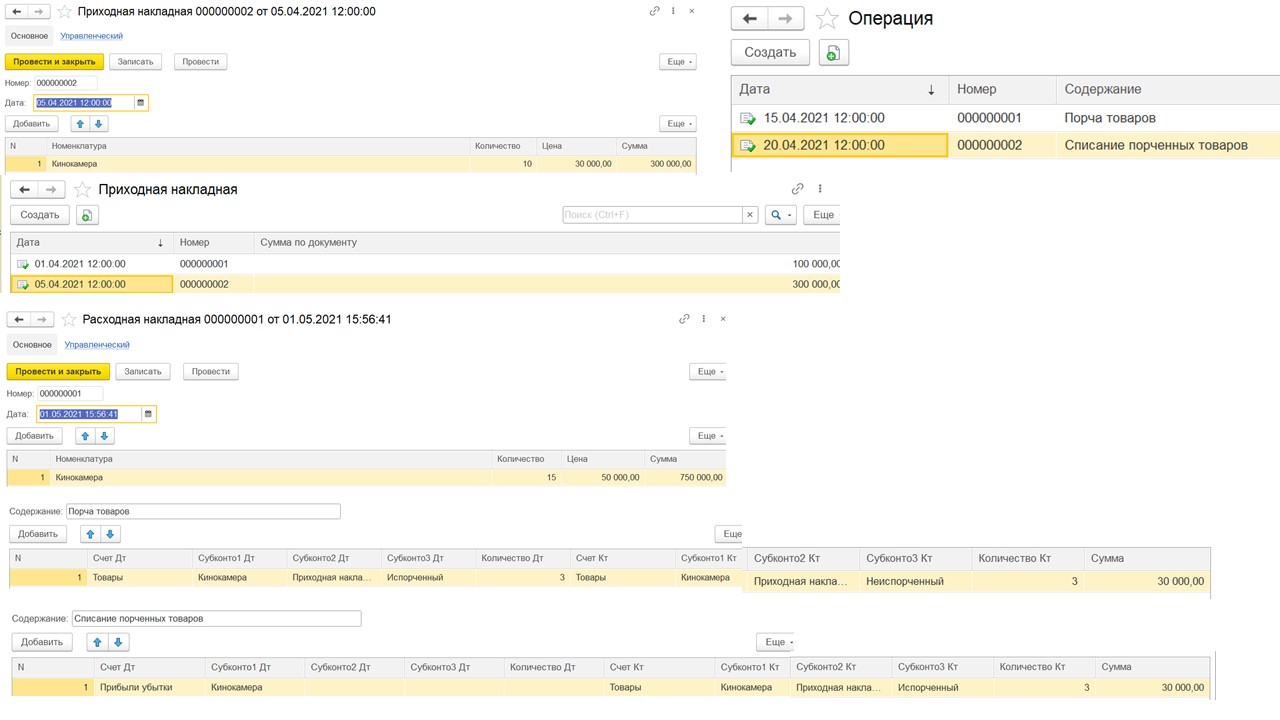 Приходная накладная 000000002 от 05.04.2021 12:00:00
Основное Управленческий
Провести и закрыть Записать Провести Еще
Номер: 000000002
Дата: 05.04.2021 12:00:00
Добавить Еще
N Номенклатура Количество Цена Сумма
1 Кинокамера 10 30 000,00 300 000,00
Операция
Создать
Дата Номер Содержание
15.04.2021 12:00:00 000000001 Порча товаров
20.04.2021 12:00:00 000000002 Списание порченных товаров
Приходная накладная
Создать Поиск (Ctrl+F) Еще
Дата Номер Сумма по документу
01.04.2021 12:00:00 000000001 100 000,00
05.04.2021 12:00:00 000000002 300 000,00
Расходная накладная 000000001 от 01.05.2021 15:56:41
Основное Управленческий
Провести и закрыть Записать Провести Еще
Номер: 000000001
Дата: 01.05.2021 15:56:41
Добавить Еще
N Номенклатура Количество Цена Сумма
1 Кинокамера 15 50 000,00 750 000,00
Содержание: Порча товаров
Добавить Еще
N Счет Дт Субконто1 Дт Субконто2 Дт Субконто3 Дт Количество Дт Счет Кт Субконто1 Кт Субконто2 Кт Субконто3 Кт Количество Кт Сумма
1 Товары Кинокамера Приходная накла... Испорченный 3 Товары Кинокамера Приходная накла... Неиспорченный 3 30 000,00
Содержание: Списание порченных товаров
Добавить Еще
N Счет Дт Субконто1 Дт Субконто2 Дт Субконто3 Дт Количество Дт Счет Кт Субконто1 Кт Субконто2 Кт Субконто3 Кт Количество Кт Сумма
1 Прибыли убытки Кинокамера Товары Кинокамера Приходная накла... Испорченный 3 30 000,00